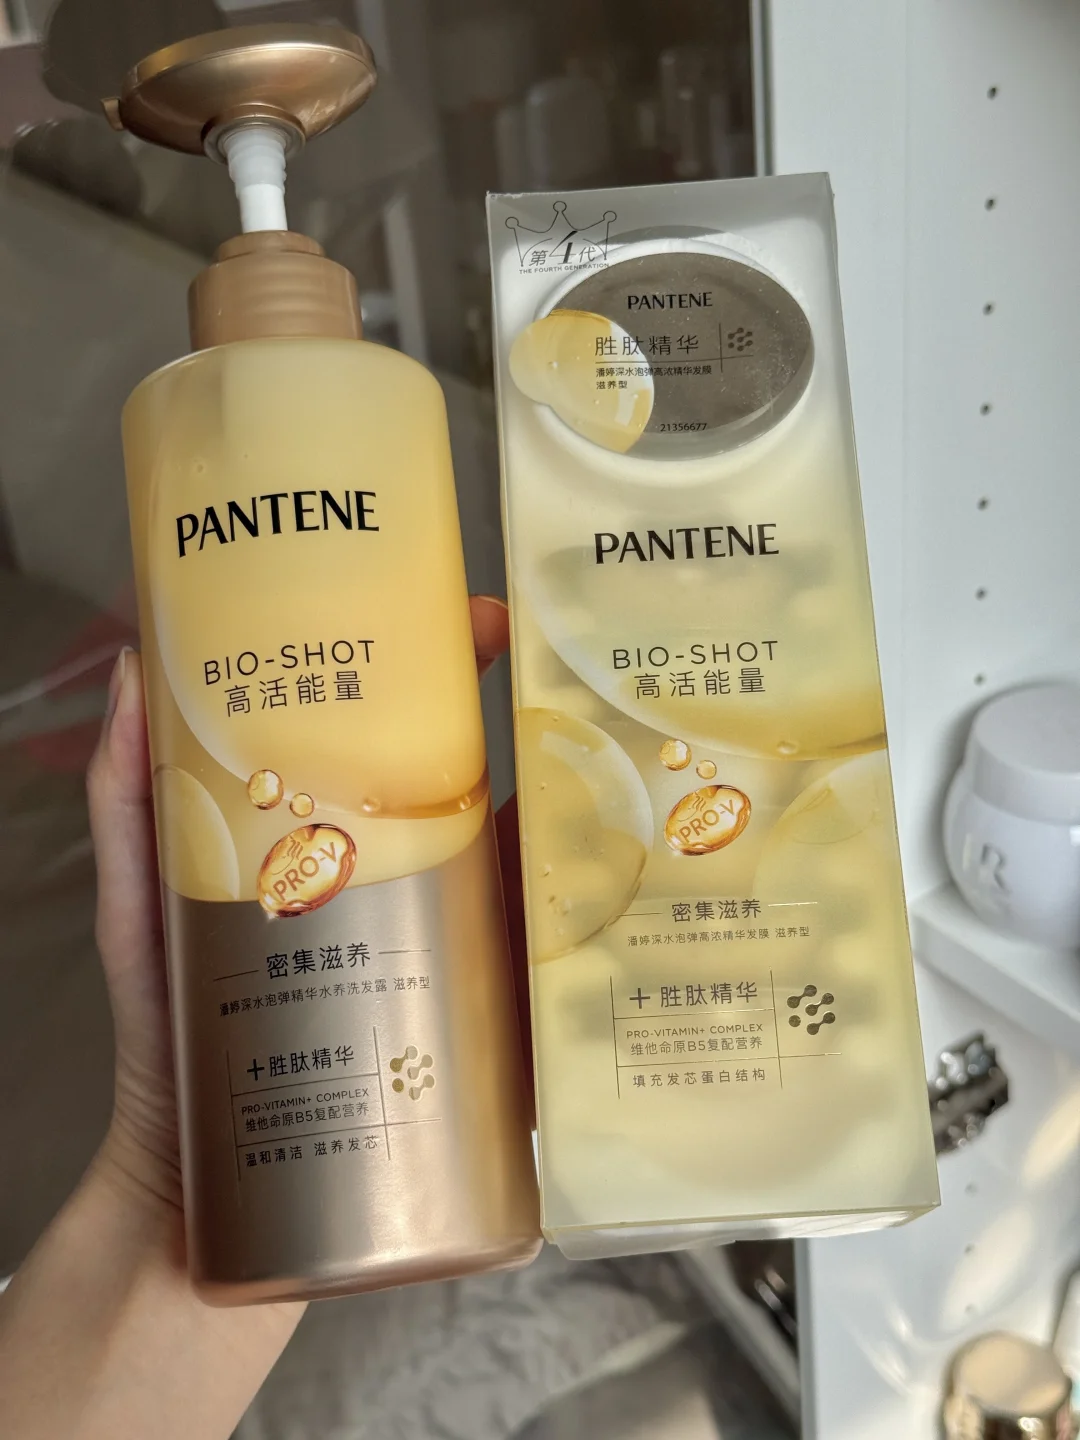 PANTENE
BIO-SHOT
高活能量
PRO-V
密集滋养
潘婷深水泡弹精华水养洗发露 滋养型
+胜肽精华
PRO-VITAMIN+ COMPLEX
维他命原B5复配营养
温和清洁 滋养发芯
第4代
THE FOURTH GENERATION
PANTENE
胜肽精华
潘婷深水泡弹高浓精华发膜
滋养型
21356677
PANTENE
BIO-SHOT
高活能量
PRO-V
密集滋养
潘婷深水泡弹高浓精华发膜 滋养型
+胜肽精华
PRO-VITAMIN+ COMPLEX
维他命原B5复配营养
填充发芯蛋白结构